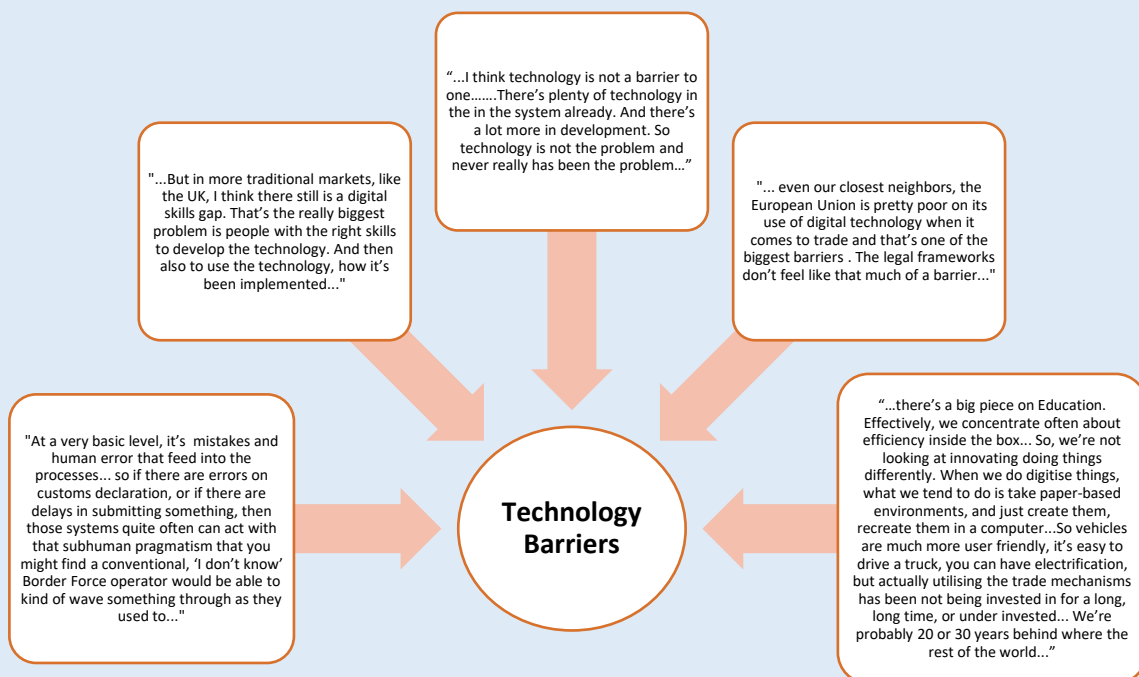 “...I think technology is not a barrier to
one…….There’s plenty of technology in
the in the system already. And there’s
a lot more in development. So
technology is not the problem and
never really has been the problem…”
"...But in more traditional markets, like
the UK, I think there still is a digital
skills gap. That’s the really biggest
problem is people with the right skills
to develop the technology. And then
also to use the technology, how it’s
been implemented..."
"... even our closest neighbors, the
European Union is pretty poor on its
use of digital technology when it
comes to trade and that’s one of the
biggest barriers . The legal frameworks
don’t feel like that much of a barrier..."
"At a very basic level, it’s  mistakes and
human error that feed into the
processes... so if there are errors on
customs declaration, or if there are
delays in submitting something, then
those systems quite often can act with
that subhuman pragmatism that you
might find a conventional, ‘I don’t know’
Border Force operator would be able to
kind of wave something through as they
used to..."
Technology
Barriers
“…there’s a big piece on Education.
Effectively, we concentrate often about
efficiency inside the box... So, we’re not
looking at innovating doing things
differently. When we do digitise things,
what we tend to do is take paper-based
environments, and just create them,
recreate them in a computer...So vehicles
are much more user friendly, it’s easy to
drive a truck, you can have electrification,
but actually utilising the trade mechanisms
has been not being invested in for a long,
long time, or under invested... We’re
probably 20 or 30 years behind where the
rest of the world...”